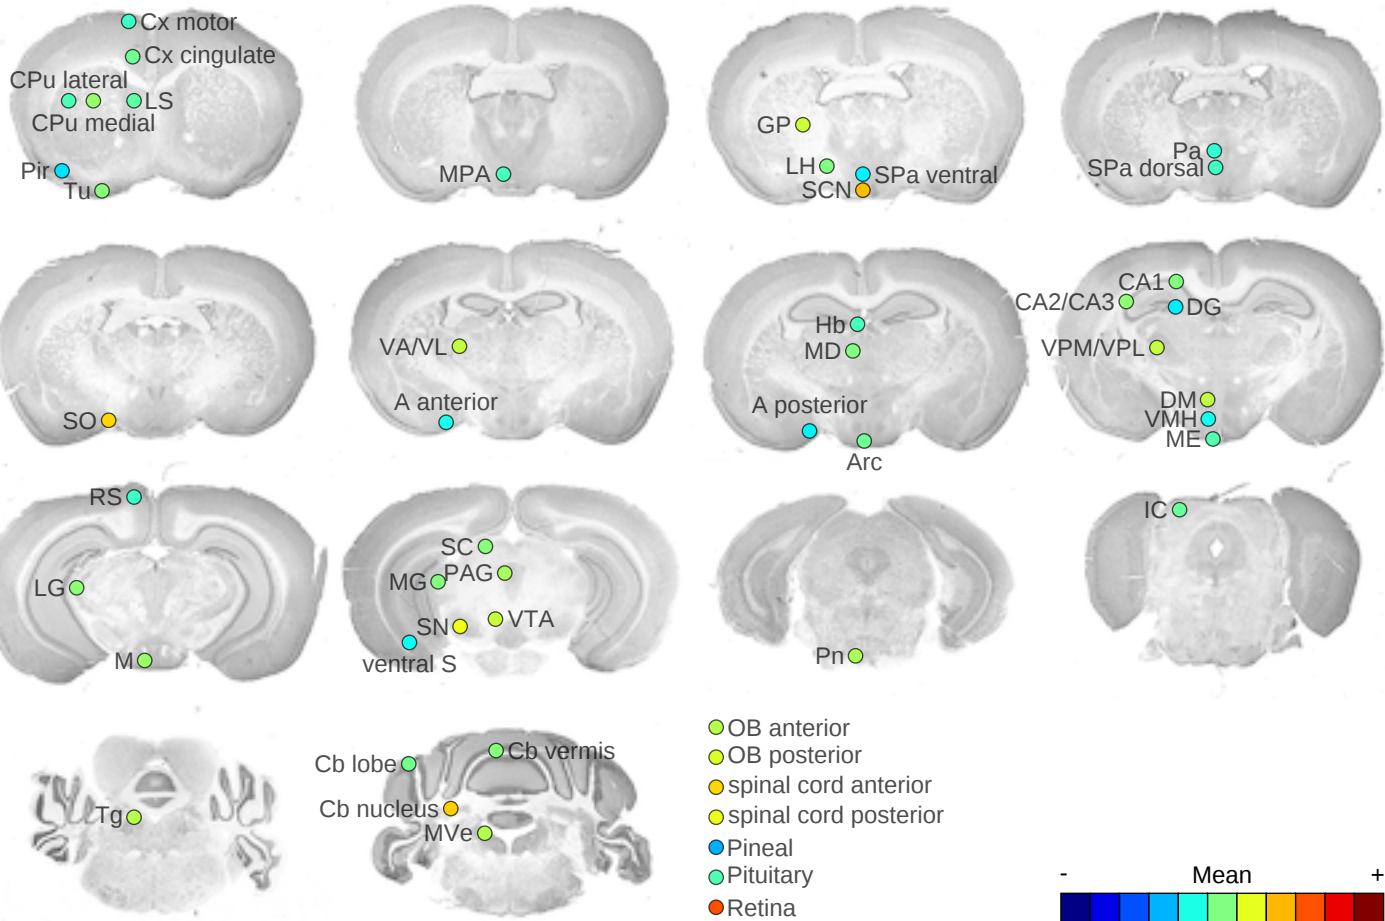 Cx motor
Cx cingulate
CPu lateral
LS
CPu medial
Pir
Tu
MPA
GP
LH
SPa ventral
SCN
Pa
SPa dorsal
SO
VA/VL
A anterior
Hb
MD
A posterior
Arc
CA1
CA2/CA3
DG
VPM/VPL
DM
VMH
ME
RS
LG
M
SC
MG
PAG
SN
VTA
ventral S
Pn
IC
Tg
Cb lobe
Cb vermis
Cb nucleus
MVe
OB anterior
OB posterior
spinal cord anterior
spinal cord posterior
Pineal
Pituitary
Retina
- Mean +